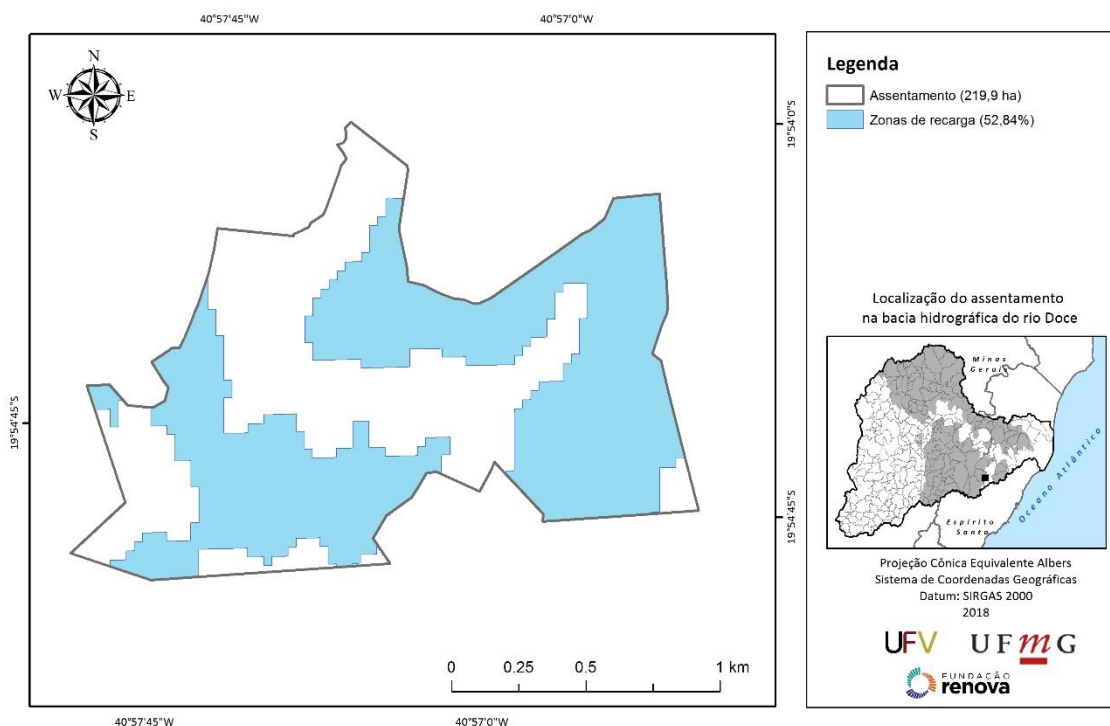 40°57'45"W
40°57'0"W
N
W
E
S
19°54'0"S
19°54'45"S
19°54'45"S
0
0.25
0.5
1 km
40°57'45"W
40°57'0"W
Legenda
Assentamento (219,9 ha)
Zonas de recarga (52,84%)
Localização do assentamento
na bacia hidrográfica do rio Doce
Minas
Gerais
Oceano Atlântico
Espírito
Santo
Projeção Cônica Equivalente Albers
Sistema de Coordenadas Geográficas
Datum: SIRGAS 2000
2018
UFV
UFmG
FUNDAÇÃO
renova